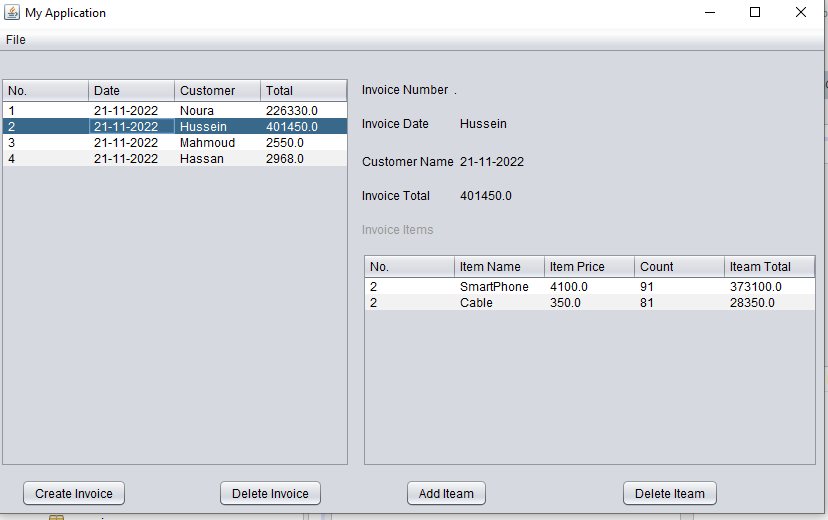 My Application
File
No. Date Customer Total
1 21-11-2022 Noura 226330.0
2 21-11-2022 Hussein 401450.0
3 21-11-2022 Mahmoud 2550.0
4 21-11-2022 Hassan 2968.0
Invoice Number .
Invoice Date Hussein
Customer Name 21-11-2022
Invoice Total 401450.0
Invoice Items
No. Item Name Item Price Count Iteam Total
2 SmartPhone 4100.0 91 373100.0
2 Cable 350.0 81 28350.0
Create Invoice Delete Invoice Add Iteam Delete Iteam